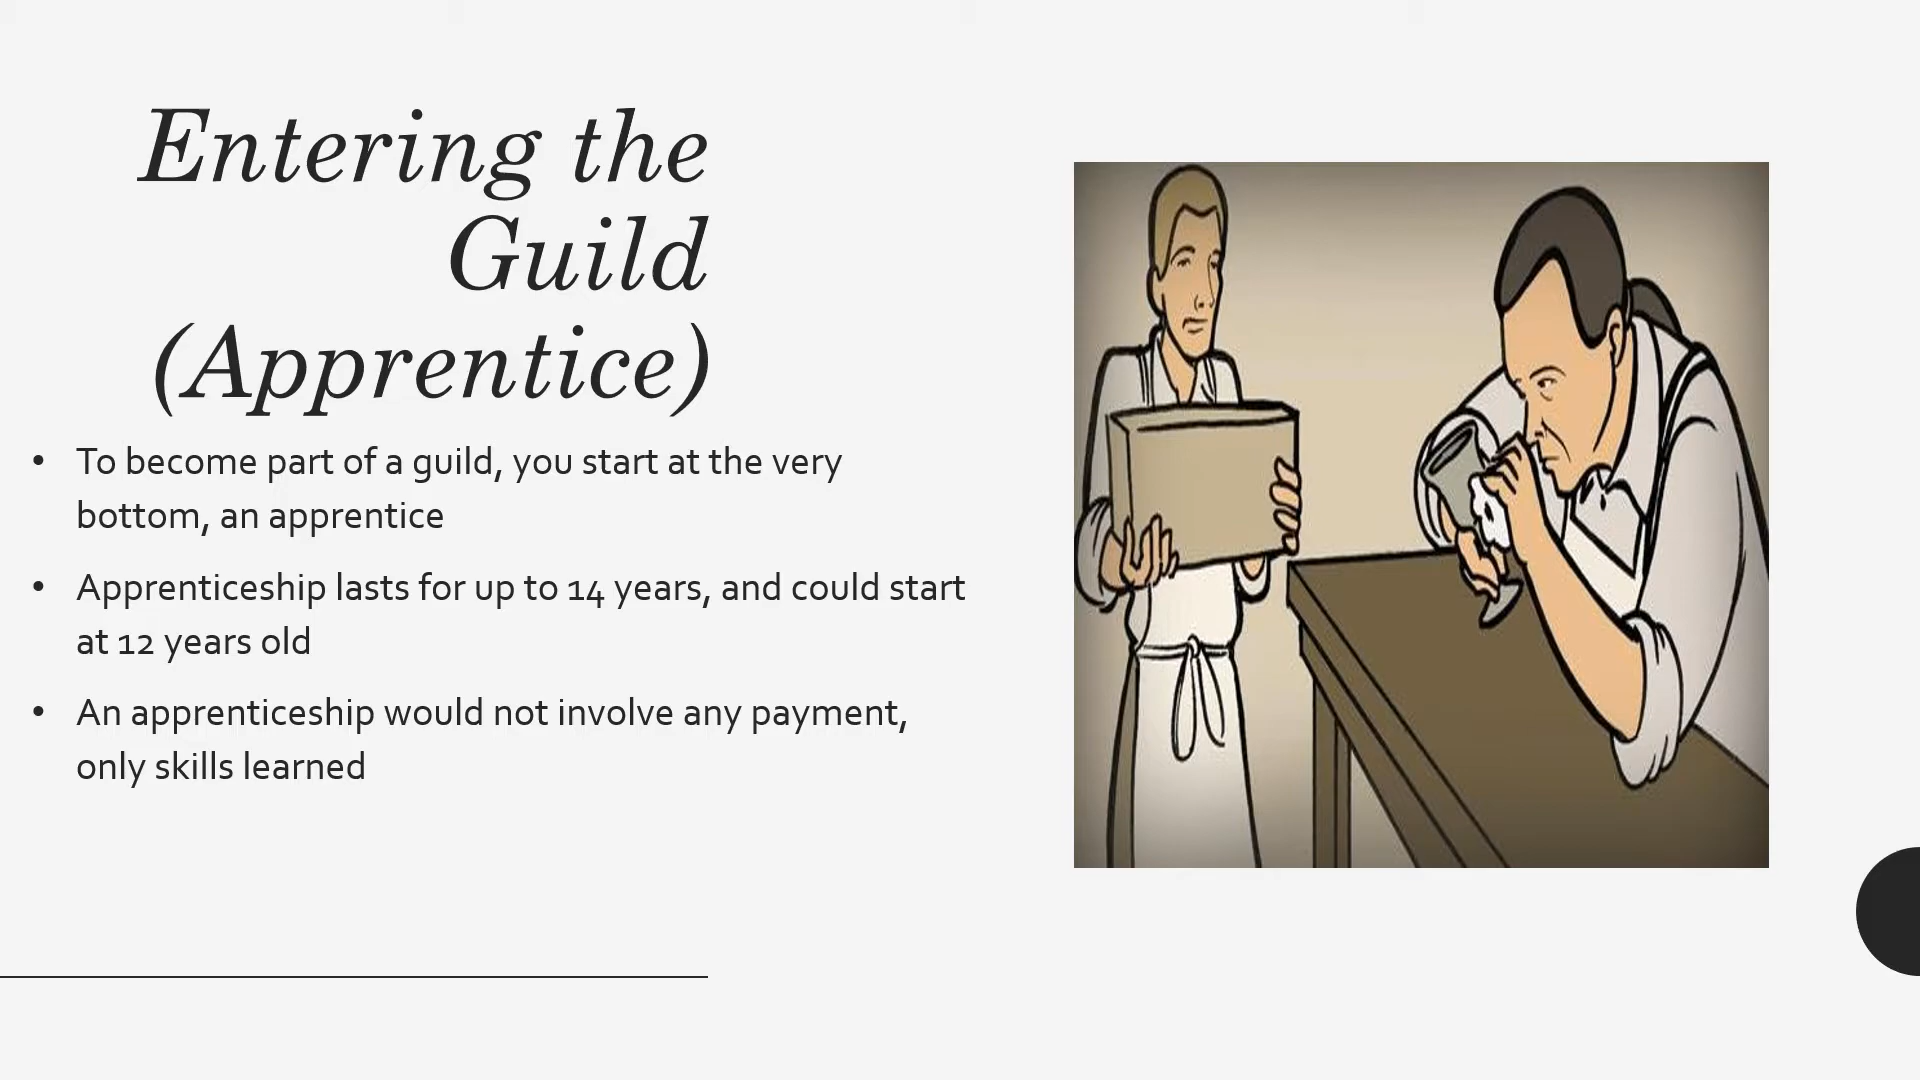 Entering the
Guild
(Apprentice)
• To become part of a guild, you start at the very
bottom, an apprentice
• Apprenticeship lasts for up to 14 years, and could start
at 12 years old
• An apprenticeship would not involve any payment,
only skills learned